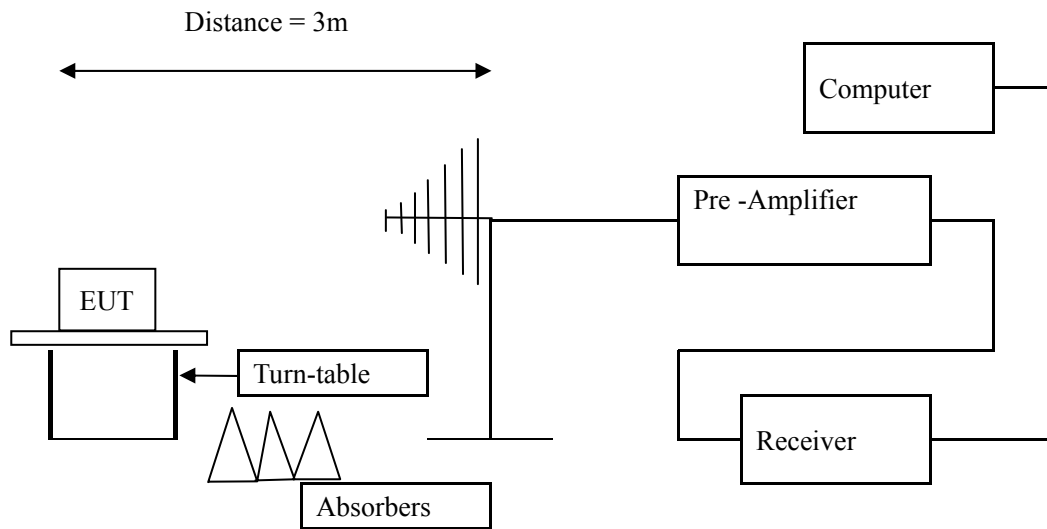 Distance = 3m
Computer
Pre -Amplifier
EUT
Turn-table
Receiver
Absorbers